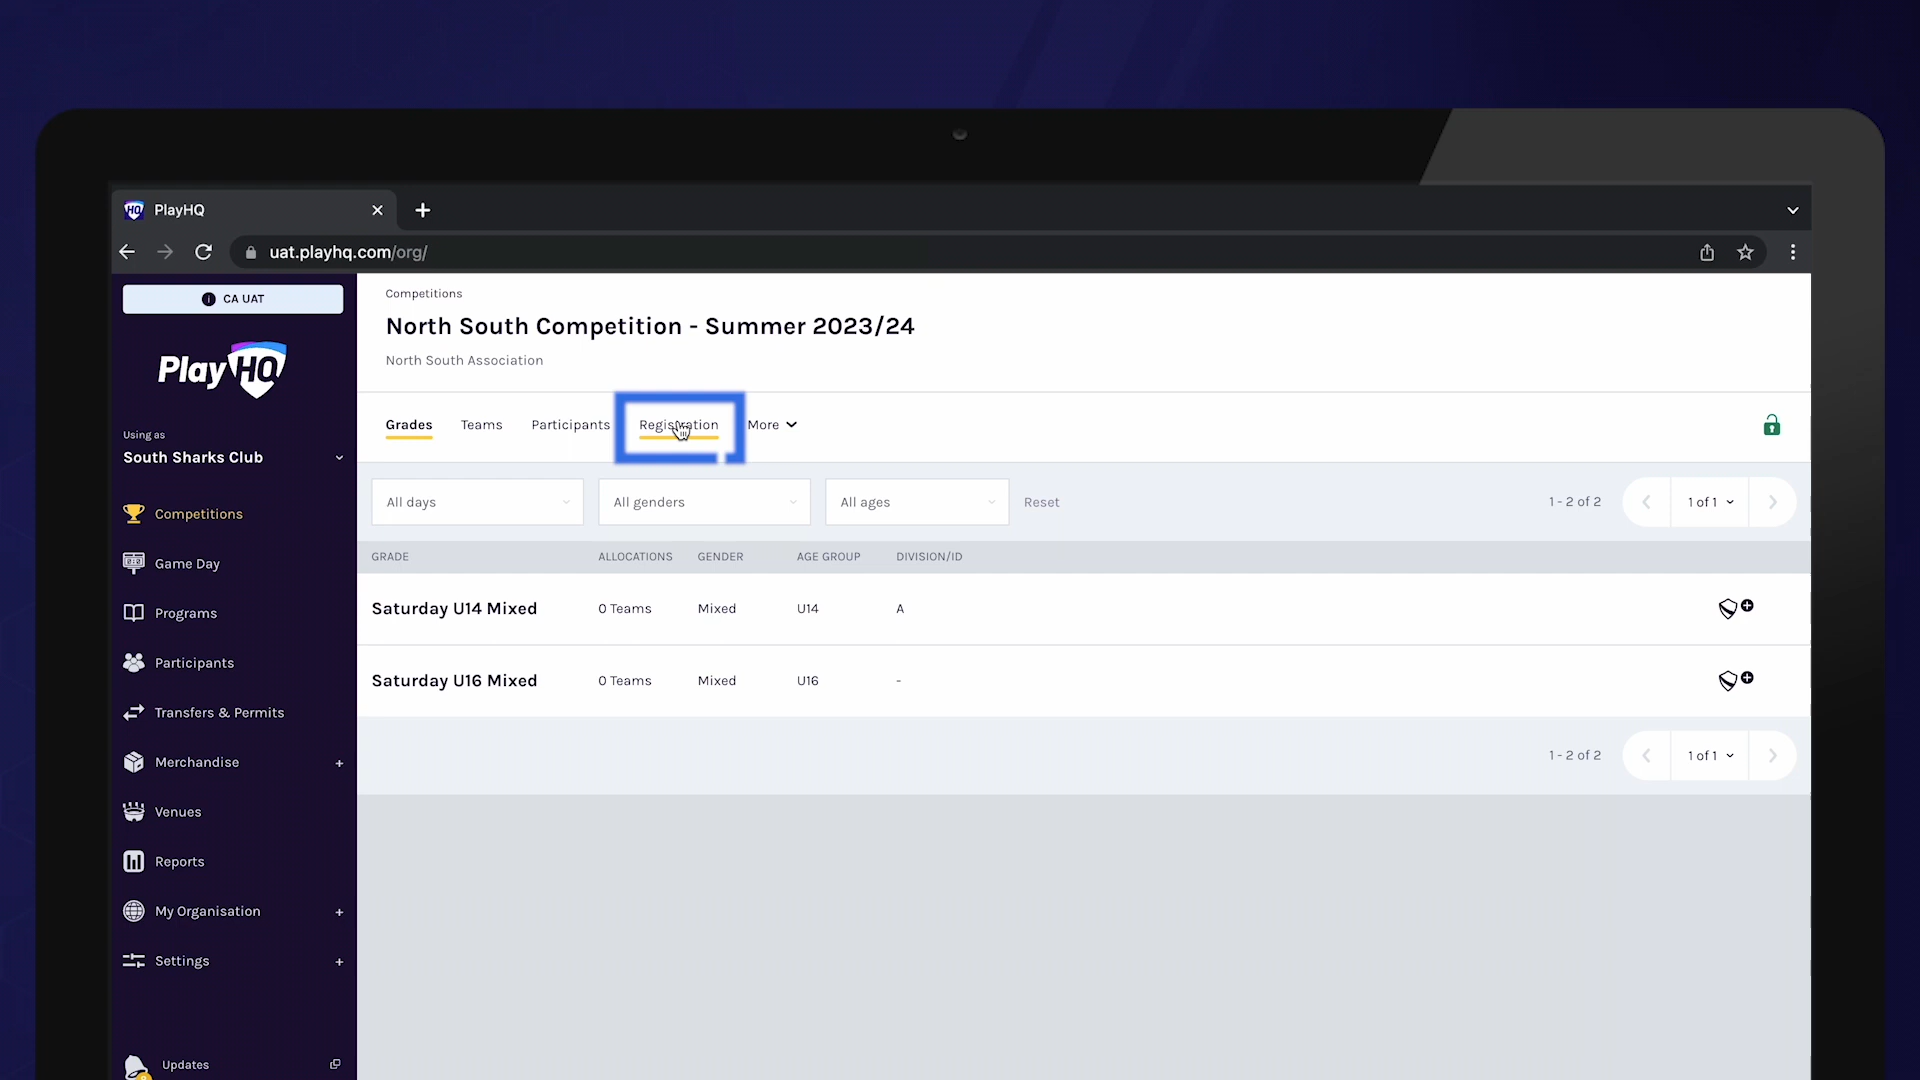 PlayHQ
uat.playhq.com/org/
CA UAT
PlayHQ
Using as
South Sharks Club
Competitions
Game Day
Programs
Participants
Transfers & Permits
Merchandise +
Venues
Reports
My Organisation +
Settings +
Updates
Competitions
North South Competition - Summer 2023/24
North South Association
Grades Teams Participants Registration More
All days All genders All ages Reset 1 - 2 of 2 1 of 1
GRADE ALLOCATIONS GENDER AGE GROUP DIVISION/ID
Saturday U14 Mixed 0 Teams Mixed U14 A
Saturday U16 Mixed 0 Teams Mixed U16 -
1 - 2 of 2 1 of 1